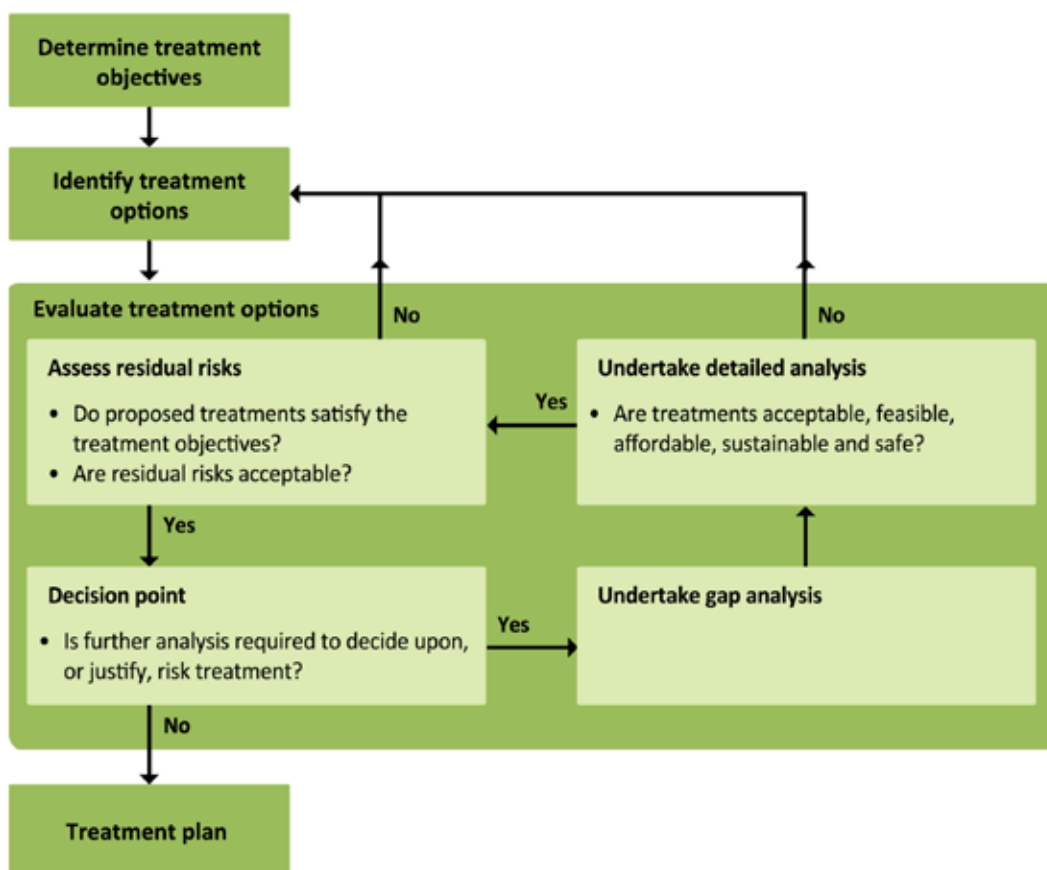 Determine treatment
objectives
Identify treatment
options
Evaluate treatment options
No
No
Assess residual risks
• Do proposed treatments satisfy the
treatment objectives?
• Are residual risks acceptable?
Yes
Undertake detailed analysis
• Are treatments acceptable, feasible,
affordable, sustainable and safe?
Yes
Decision point
• Is further analysis required to decide upon,
or justify, risk treatment?
Yes
Undertake gap analysis
No
Treatment plan